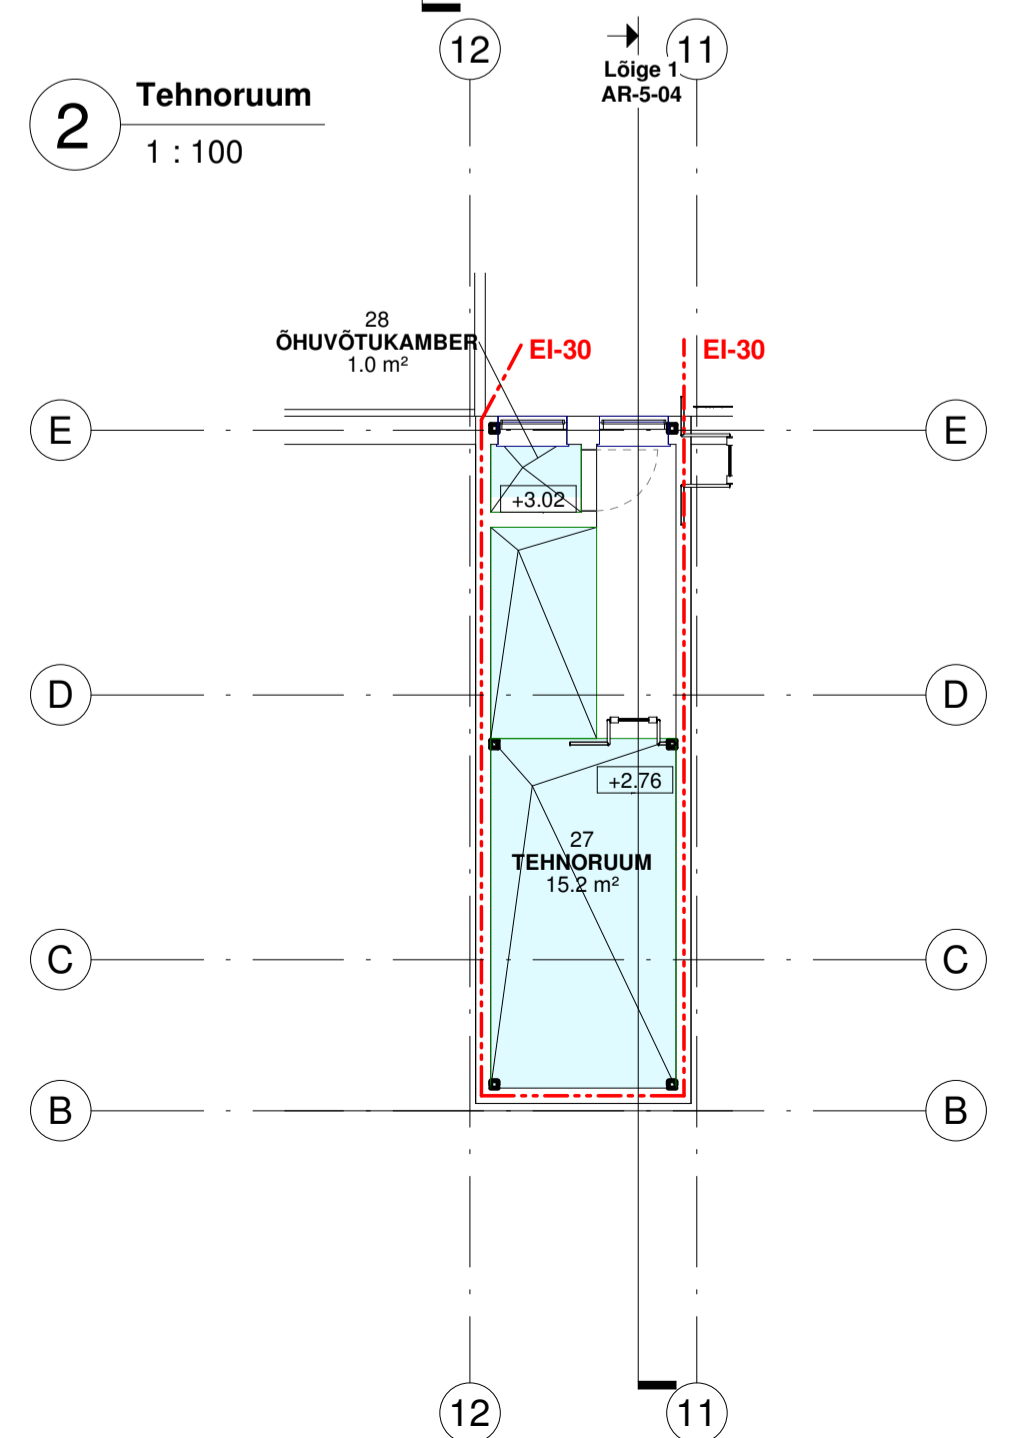 12
11
Lõige 1
AR-5-04
2
Tehnoruum
1 : 100
28
ÕHUVÕTUKAMBER
1.0 m²
EI-30
EI-30
E
E
+3.02
D
D
+2.76
27
TEHNORUUM
15.2 m²
C
C
B
B
12
11